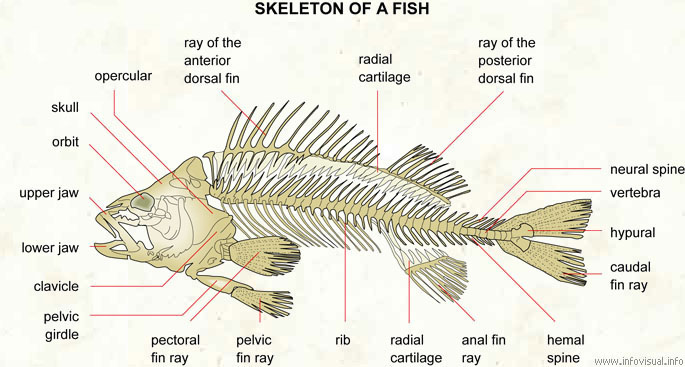 SKELETON OF A FISH
ray of the
anterior
dorsal fin
radial
cartilage
ray of the
posterior
dorsal fin
opercular
skull
orbit
upper jaw
lower jaw
clavicle
pelvic
girdle
pectoral
fin ray
pelvic
fin ray
rib
radial
cartilage
anal fin
ray
hemal
spine
neural spine
vertebra
hypural
caudal
fin ray
www.infovisual.info